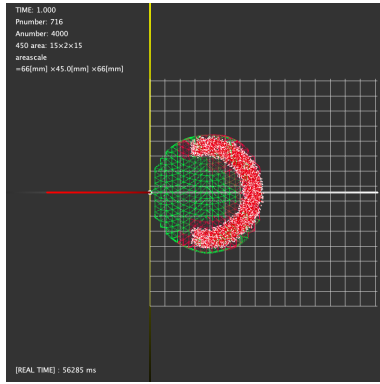 TIME: 1.000
Pnumber: 716
Anumber: 4000
450 area: 15×2×15
areascale
=66[mm] ×45.0[mm] ×66[mm]
[REAL TIME] : 56285 ms